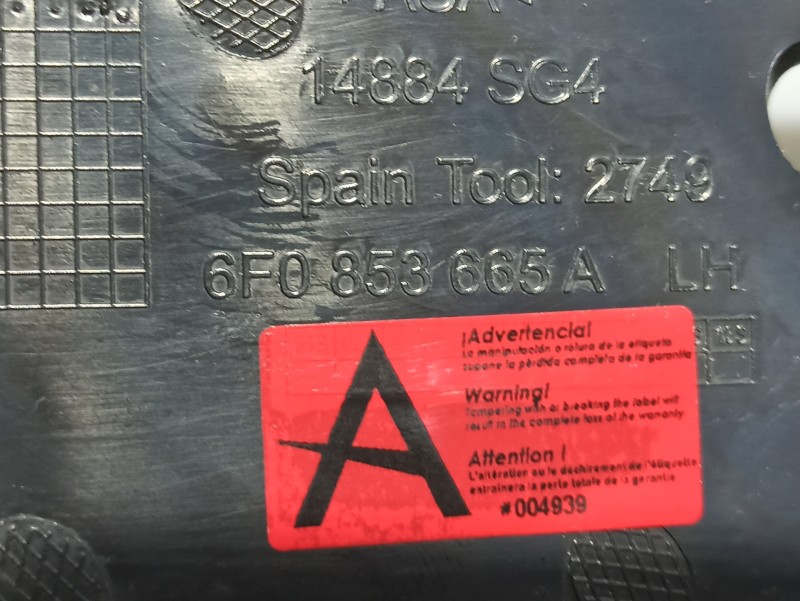 >ASA<
14884 SG4
Spain Tool: 2749
6F0 853 665 A LH
¡Advertencia!
La manipulación o rotura de la etiqueta
supone la pérdida completa de la garantía
Warning!
Tampering with or breaking the label will
result in the complete loss of the warranty
Attention !
L'altération ou le déchirement de l'étiquette
entraînera la perte totale de la garantie
#004939